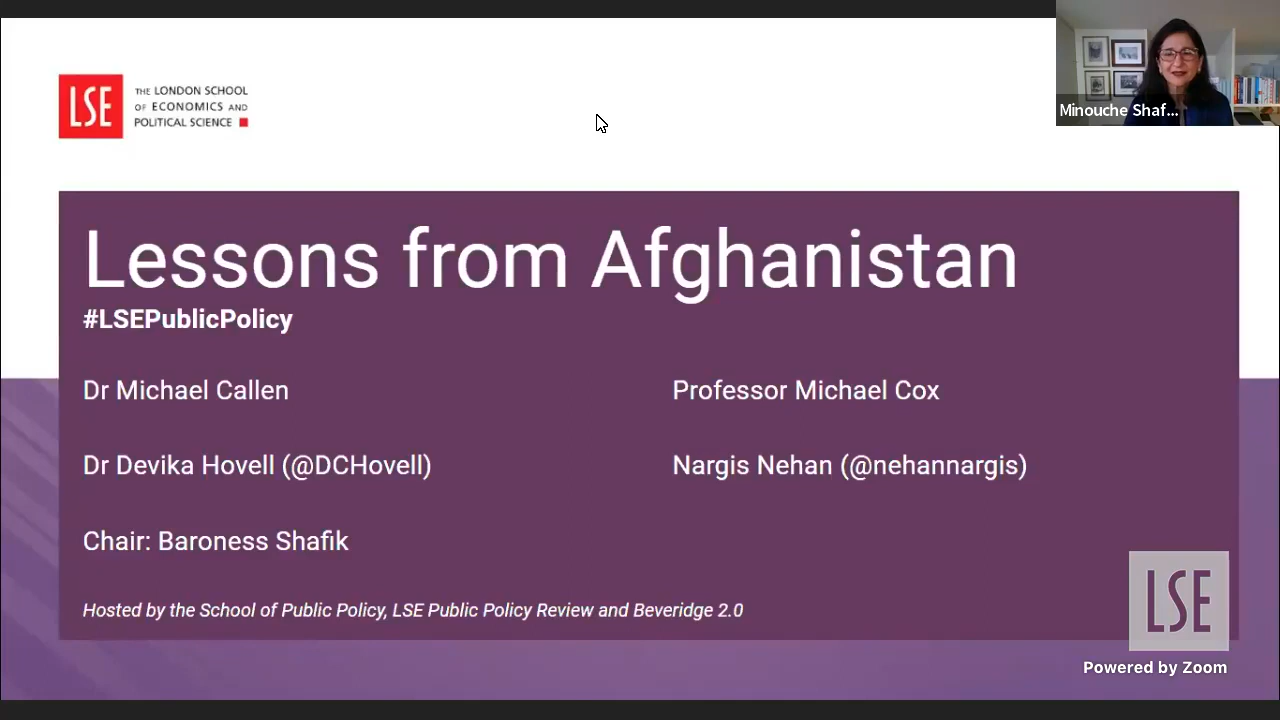 LSE
THE LONDON SCHOOL
OF ECONOMICS AND
POLITICAL SCIENCE
Minouche Shaf...
Lessons from Afghanistan
#LSEPublicPolicy
Dr Michael Callen
Professor Michael Cox
Dr Devika Hovell (@DCHovell)
Nargis Nehan (@nehannargis)
Chair: Baroness Shafik
Hosted by the School of Public Policy, LSE Public Policy Review and Beveridge 2.0
LSE
Powered by Zoom